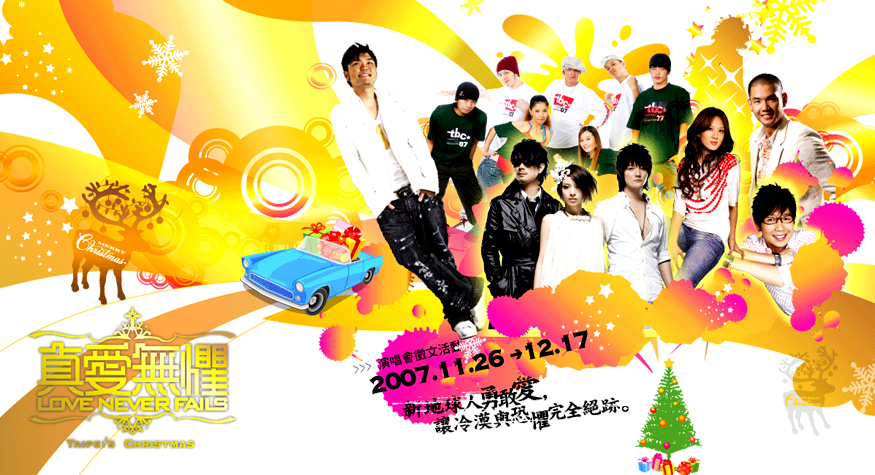 tbc
07
tbc
tbc
tbc
07
MERRY
Christmas
真愛無懼
LOVE NEVER FAILS
TAIPEI'S CHRISTMAS
>>> 演唱會徵文活動
2007.11.26 → 12.17
新地球人勇敢愛,
讓冷漠與恐懼完全絕跡。